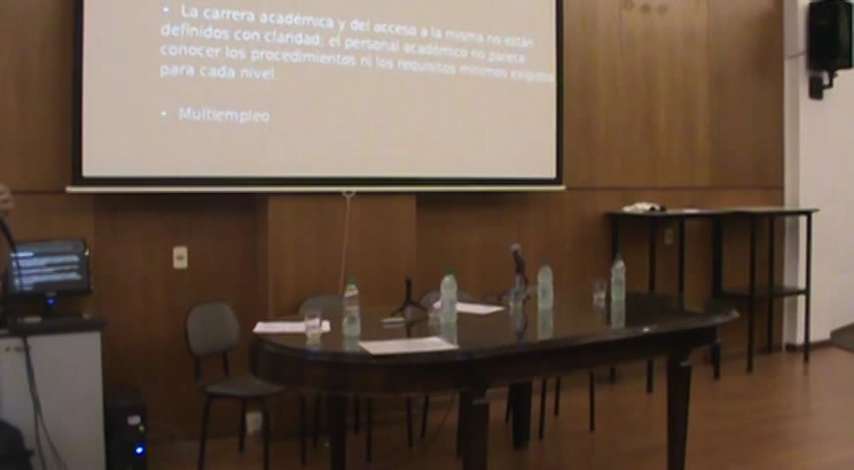 • La carrera académica y del acceso a la misma no están
definidos con claridad; el personal académico no parece
conocer los procedimientos ni los requisitos mínimos exigidos
para cada nivel.
• Multiempleo